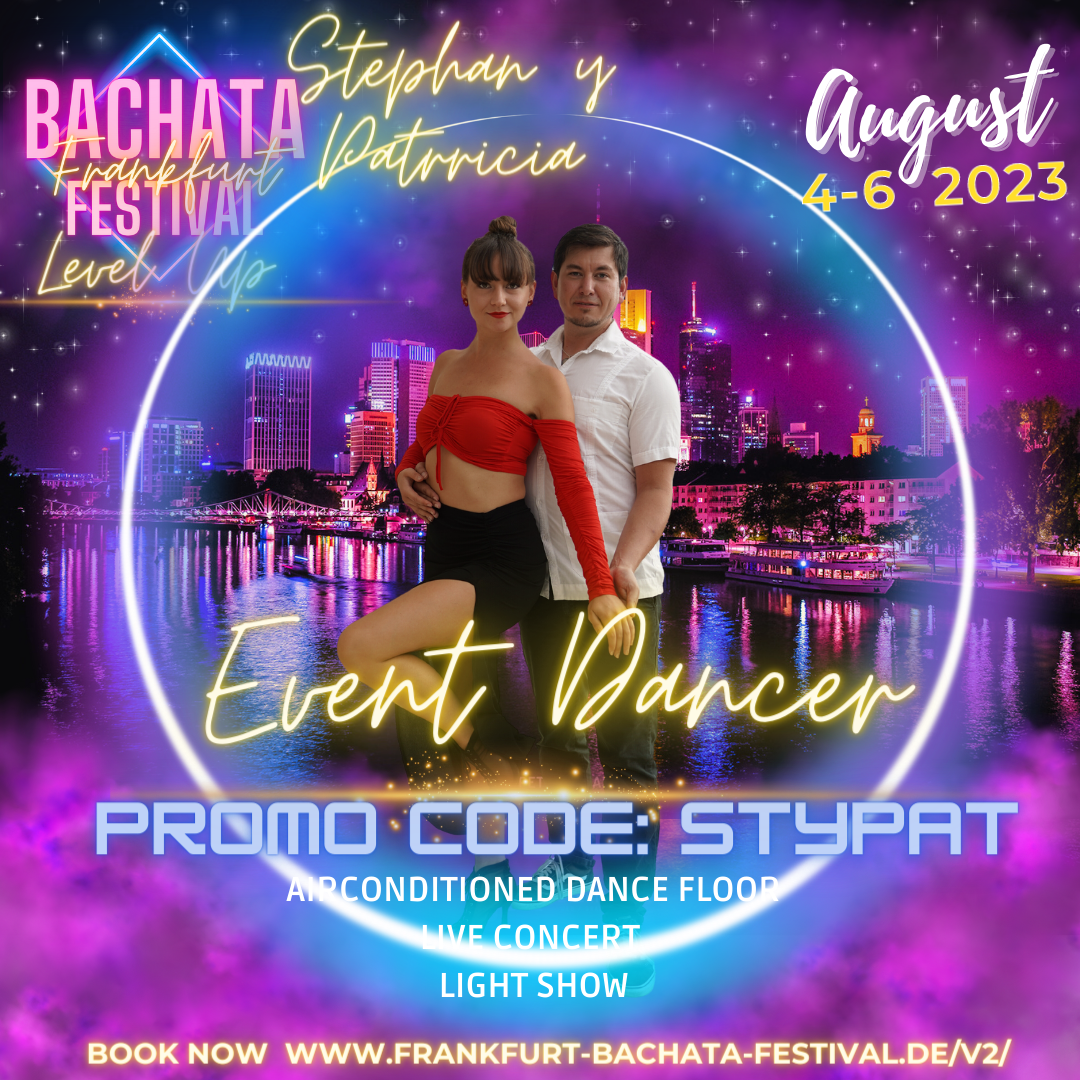 BACHATA
Frankfurt
FESTIVAL
Level Up
Stephan y
Patrricia
August
4-6 2023
Event Dancer
PROMO CODE: STYPAT
AIRCONDITIONED DANCE FLOOR
LIVE CONCERT
LIGHT SHOW
BOOK NOW WWW.FRANKFURT-BACHATA-FESTIVAL.DE/V2/